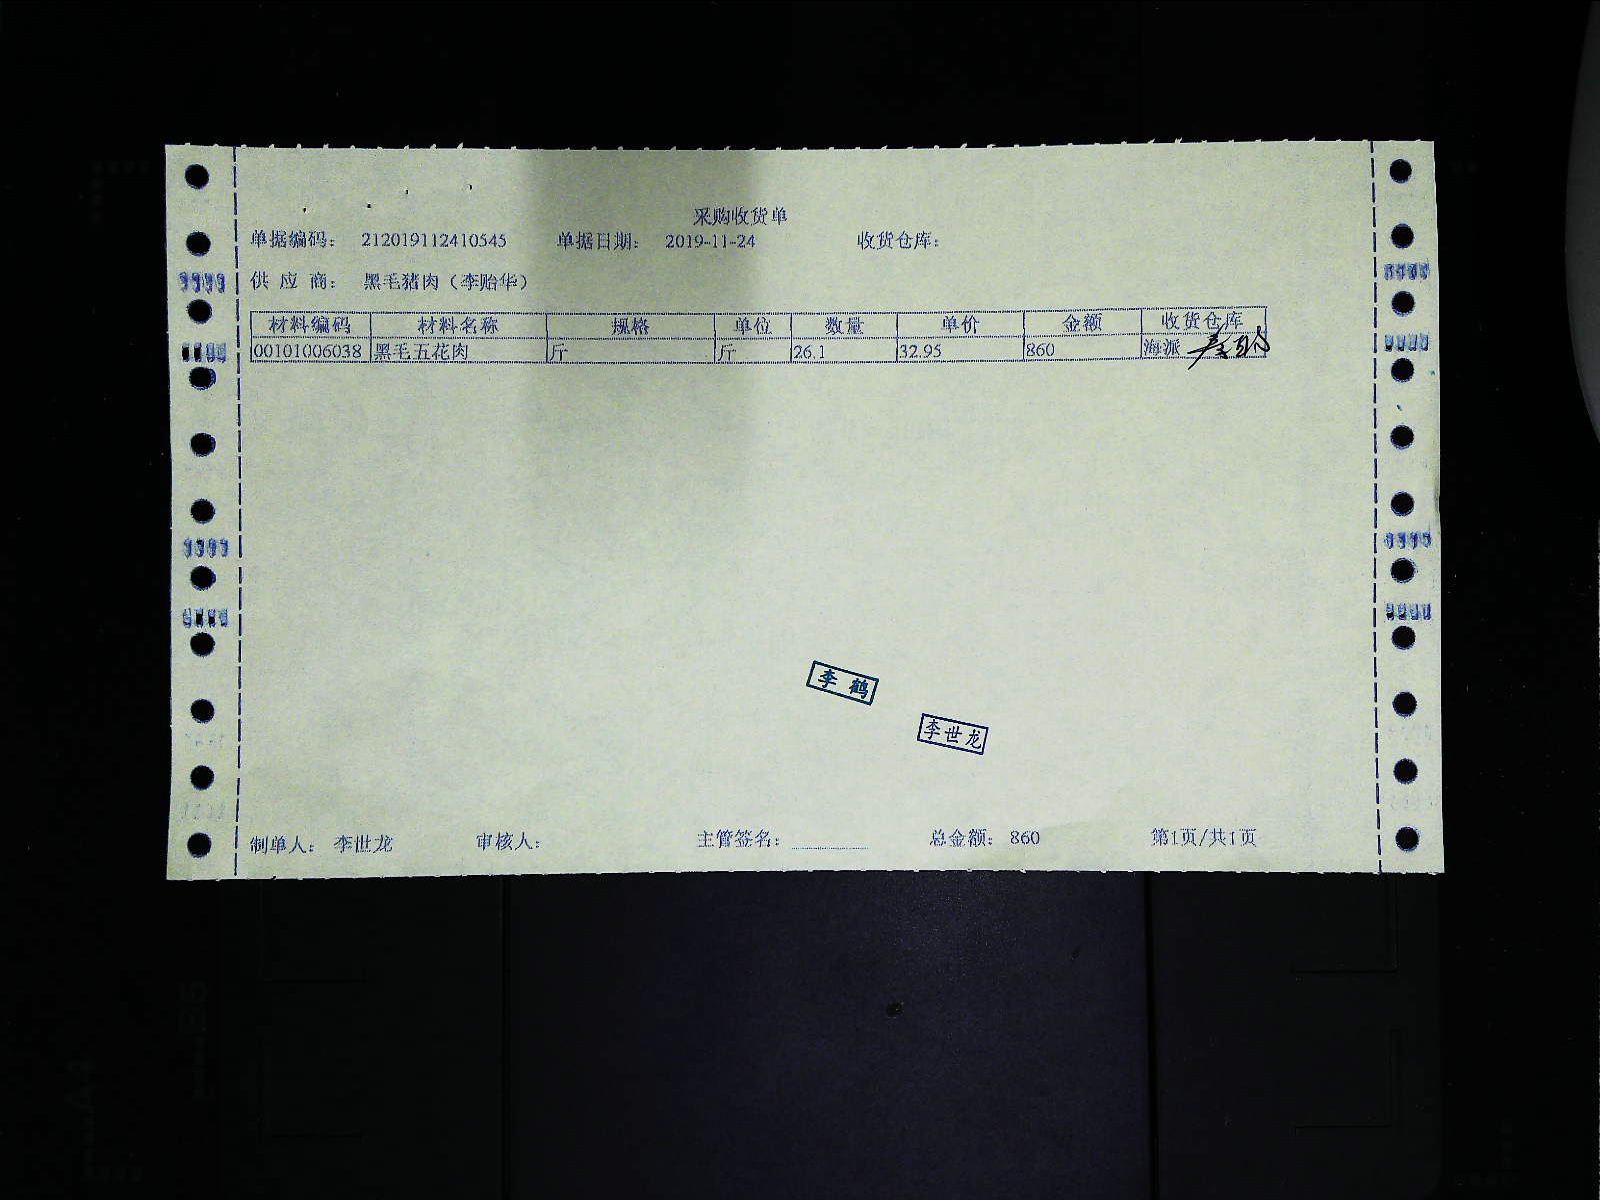 采购收货单
单据编码： 212019112410545 单据日期： 2019-11-24 收货仓库：
供 应 商： 黑毛猪肉（李贻华）
材料编码 材料名称 规格 单位 数量 单价 金额 收货仓库
00101006038 黑毛五花肉 斤 斤 26.1 32.95 860 海派
李 鹤
李世龙
制单人： 李世龙 审核人： 主管签名： 总金额： 860 第1页/共1页